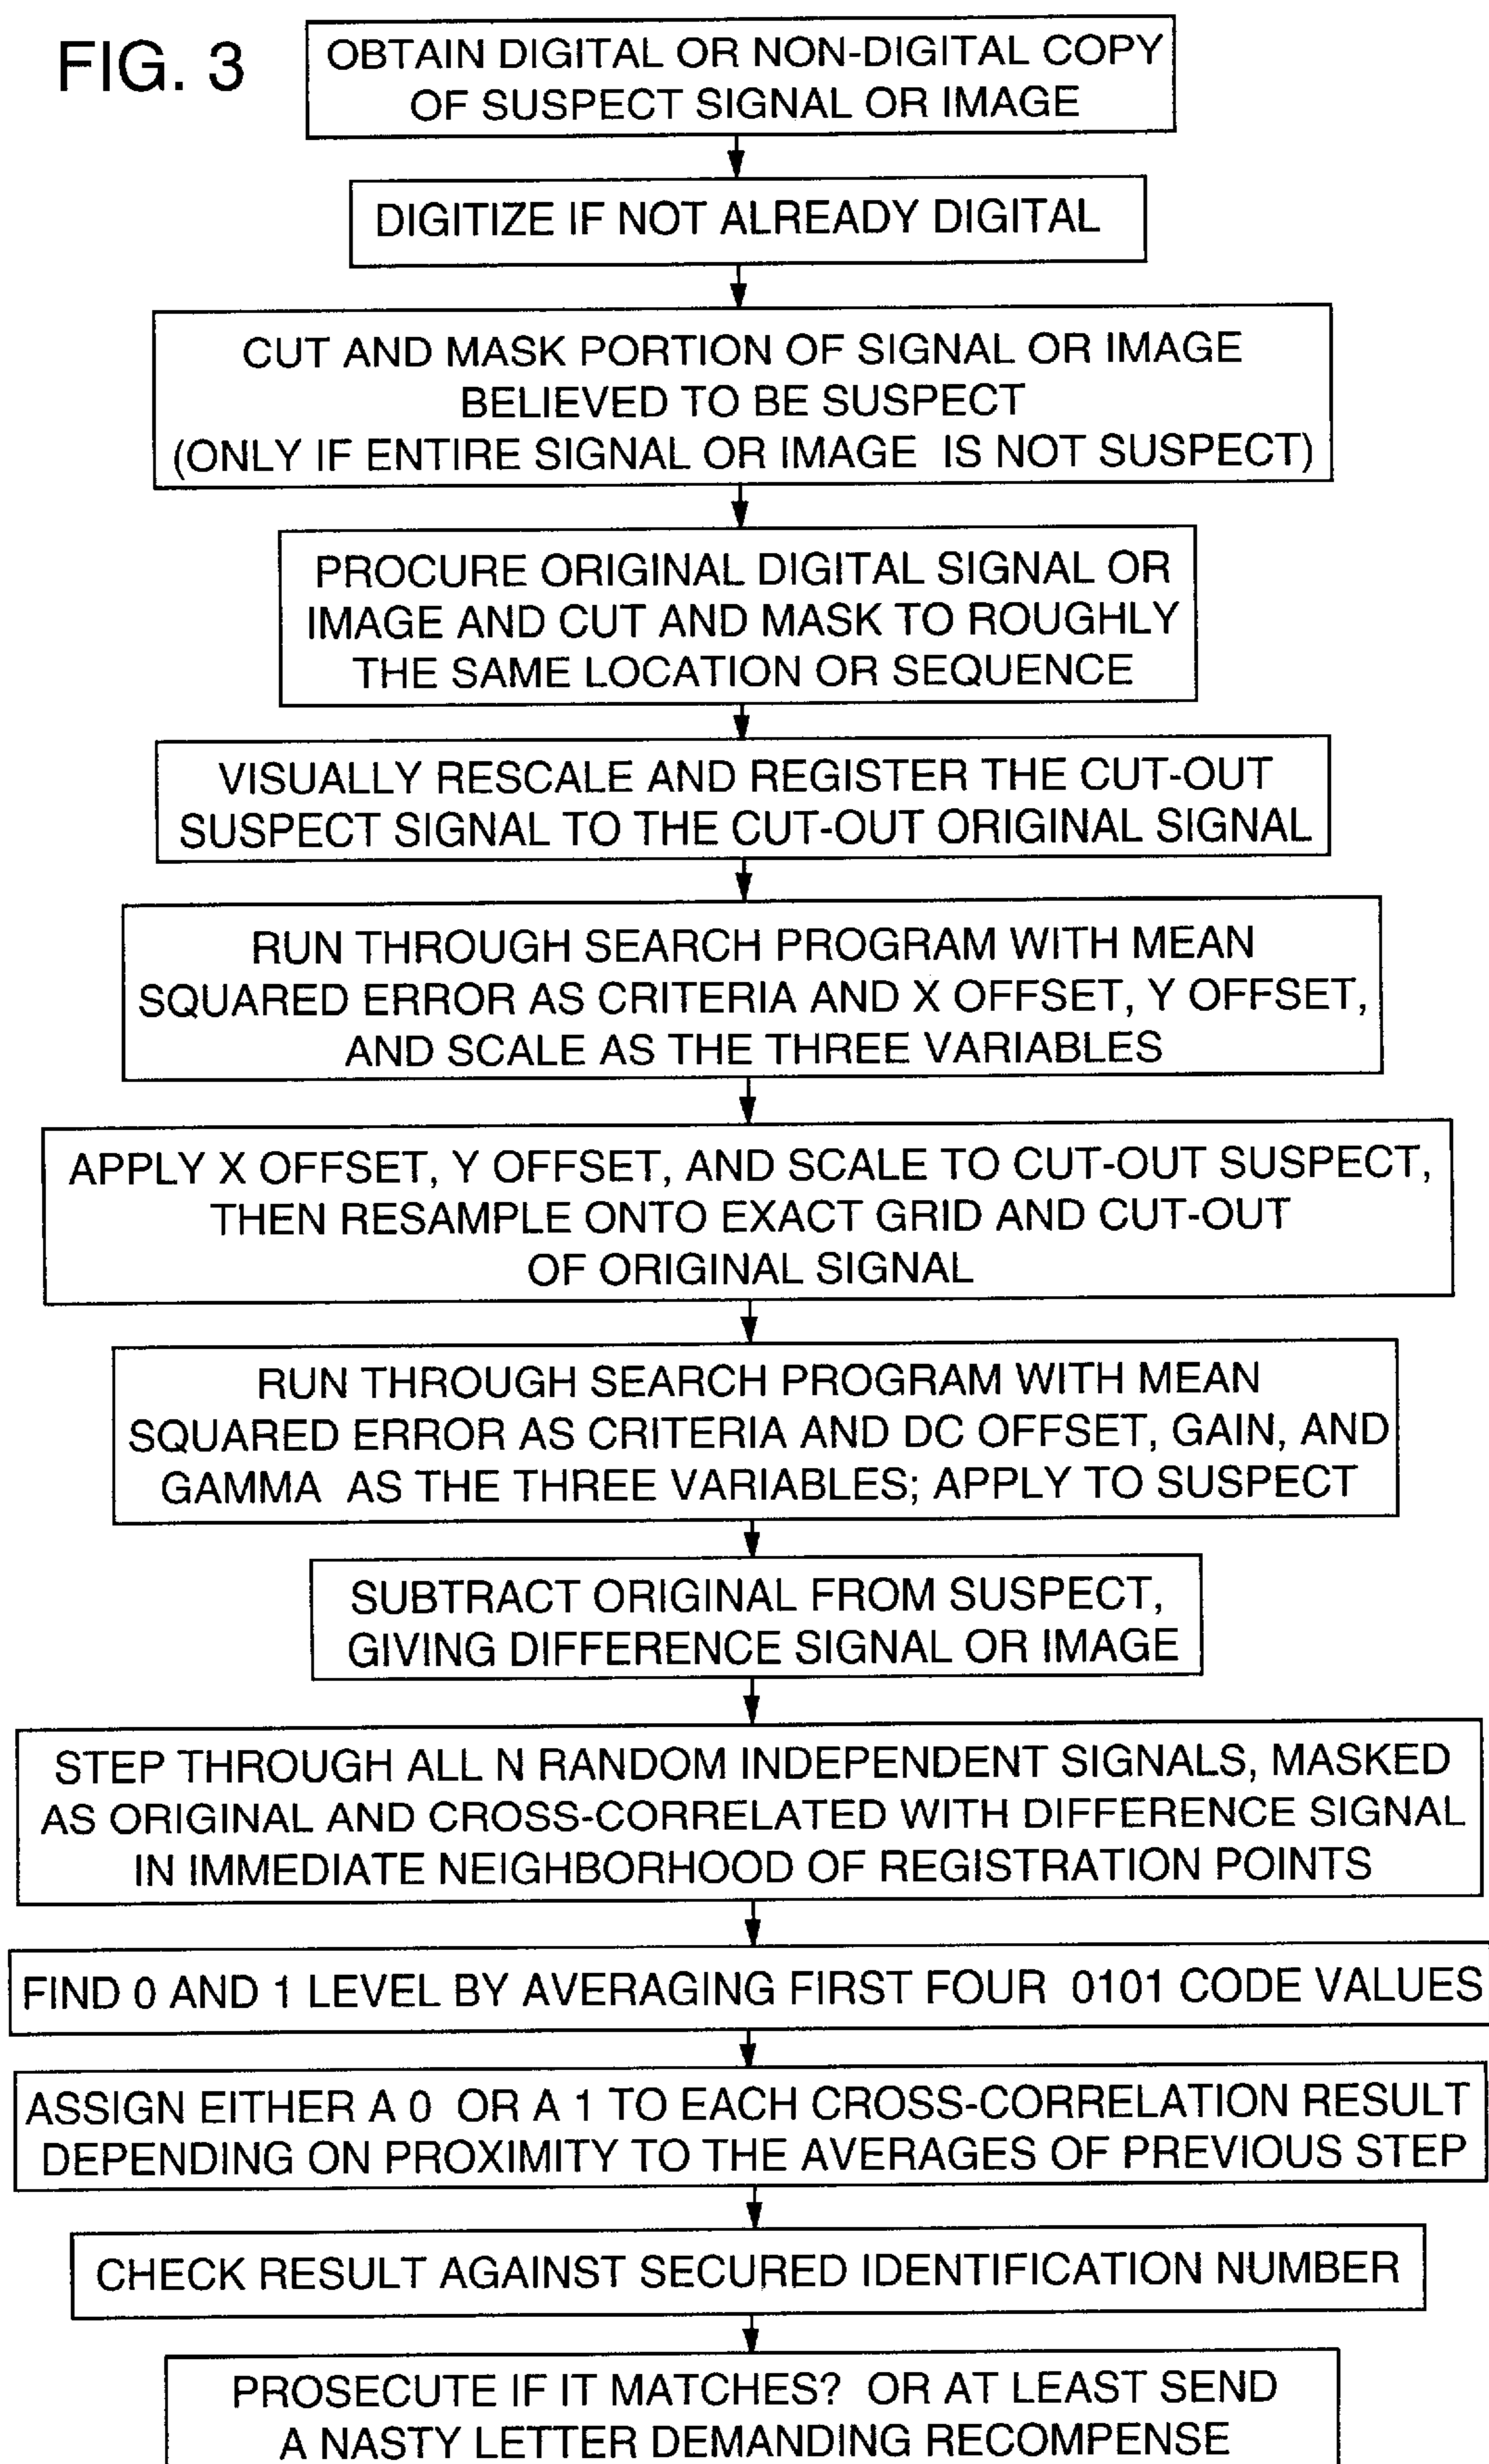 FIG. 3
OBTAIN DIGITAL OR NON-DIGITAL COPY
OF SUSPECT SIGNAL OR IMAGE
DIGITIZE IF NOT ALREADY DIGITAL
CUT AND MASK PORTION OF SIGNAL OR IMAGE
BELIEVED TO BE SUSPECT
(ONLY IF ENTIRE SIGNAL OR IMAGE IS NOT SUSPECT)
PROCURE ORIGINAL DIGITAL SIGNAL OR
IMAGE AND CUT AND MASK TO ROUGHLY
THE SAME LOCATION OR SEQUENCE
VISUALLY RESCALE AND REGISTER THE CUT-OUT
SUSPECT SIGNAL TO THE CUT-OUT ORIGINAL SIGNAL
RUN THROUGH SEARCH PROGRAM WITH MEAN
SQUARED ERROR AS CRITERIA AND X OFFSET, Y OFFSET,
AND SCALE AS THE THREE VARIABLES
APPLY X OFFSET, Y OFFSET, AND SCALE TO CUT-OUT SUSPECT,
THEN RESAMPLE ONTO EXACT GRID AND CUT-OUT
OF ORIGINAL SIGNAL
RUN THROUGH SEARCH PROGRAM WITH MEAN
SQUARED ERROR AS CRITERIA AND DC OFFSET, GAIN, AND
GAMMA AS THE THREE VARIABLES; APPLY TO SUSPECT
SUBTRACT ORIGINAL FROM SUSPECT,
GIVING DIFFERENCE SIGNAL OR IMAGE
STEP THROUGH ALL N RANDOM INDEPENDENT SIGNALS, MASKED
AS ORIGINAL AND CROSS-CORRELATED WITH DIFFERENCE SIGNAL
IN IMMEDIATE NEIGHBORHOOD OF REGISTRATION POINTS
FIND 0 AND 1 LEVEL BY AVERAGING FIRST FOUR 0101 CODE VALUES
ASSIGN EITHER A 0 OR A 1 TO EACH CROSS-CORRELATION RESULT
DEPENDING ON PROXIMITY TO THE AVERAGES OF PREVIOUS STEP
CHECK RESULT AGAINST SECURED IDENTIFICATION NUMBER
PROSECUTE IF IT MATCHES? OR AT LEAST SEND
A NASTY LETTER DEMANDING RECOMPENSE